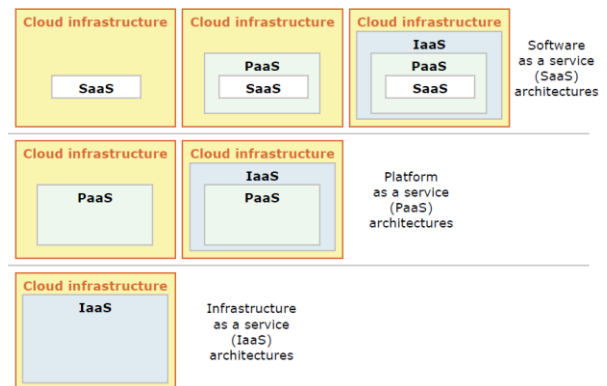 Cloud infrastructure
SaaS
Cloud infrastructure
PaaS
SaaS
Cloud infrastructure
IaaS
PaaS
SaaS
Software
as a service
(SaaS)
architectures
Cloud infrastructure
PaaS
Cloud infrastructure
IaaS
PaaS
Platform
as a service
(PaaS)
architectures
Cloud infrastructure
IaaS
Infrastructure
as a service
(IaaS)
architectures